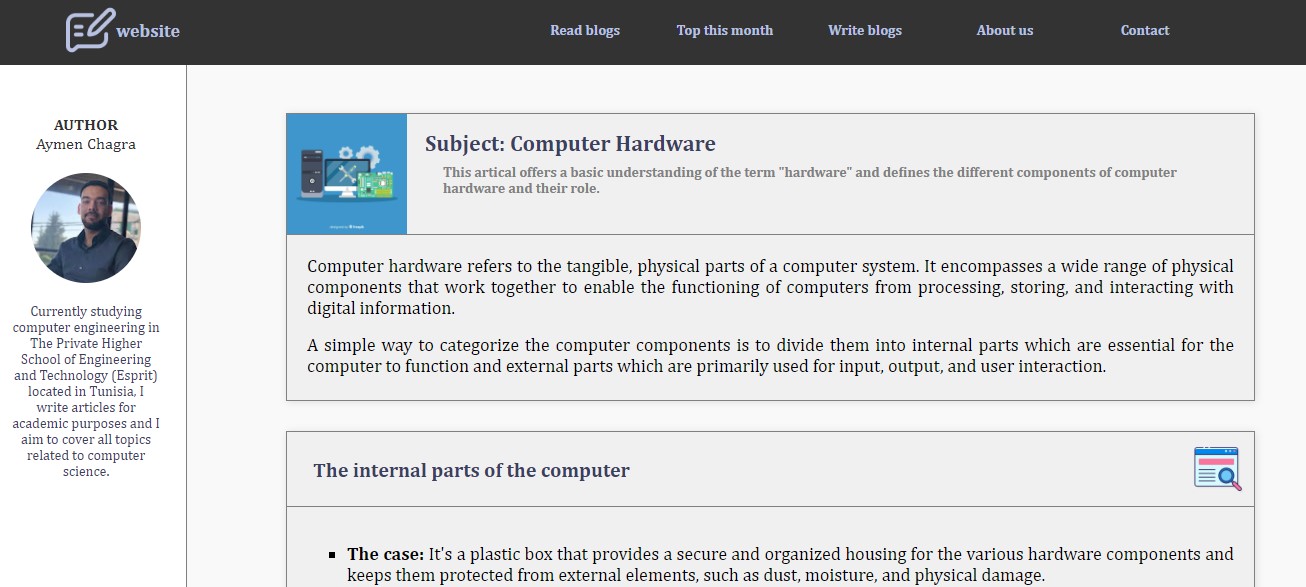 website
Read blogs
Top this month
Write blogs
About us
Contact
AUTHOR
Aymen Chagra
Currently studying
computer engineering in
The Private Higher
School of Engineering
and Technology (Esprit)
located in Tunisia, I
write articles for
academic purposes and I
aim to cover all topics
related to computer
science.
Subject: Computer Hardware
This artical offers a basic understanding of the term "hardware" and defines the different components of computer
hardware and their role.
Computer hardware refers to the tangible, physical parts of a computer system. It encompasses a wide range of physical
components that work together to enable the functioning of computers from processing, storing, and interacting with
digital information.
A simple way to categorize the computer components is to divide them into internal parts which are essential for the
computer to function and external parts which are primarily used for input, output, and user interaction.
The internal parts of the computer
The case: It's a plastic box that provides a secure and organized housing for the various hardware components and
keeps them protected from external elements, such as dust, moisture, and physical damage.